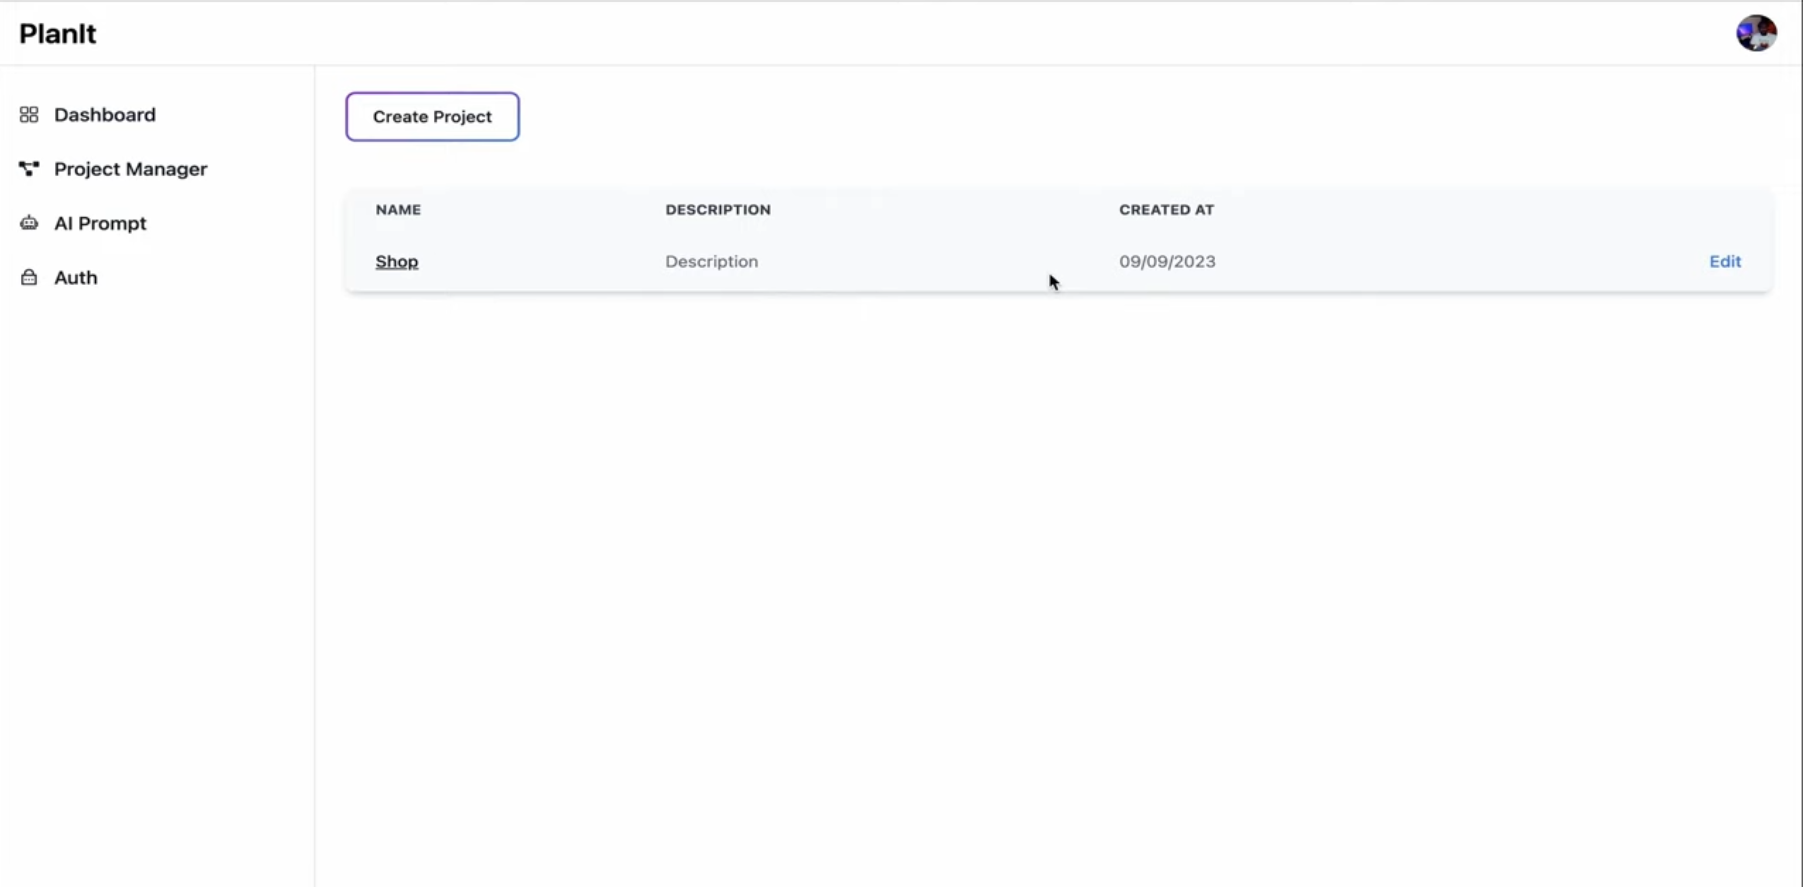 PlanIt
Dashboard
Project Manager
AI Prompt
Auth
Create Project
NAME DESCRIPTION CREATED AT
Shop Description 09/09/2023 Edit